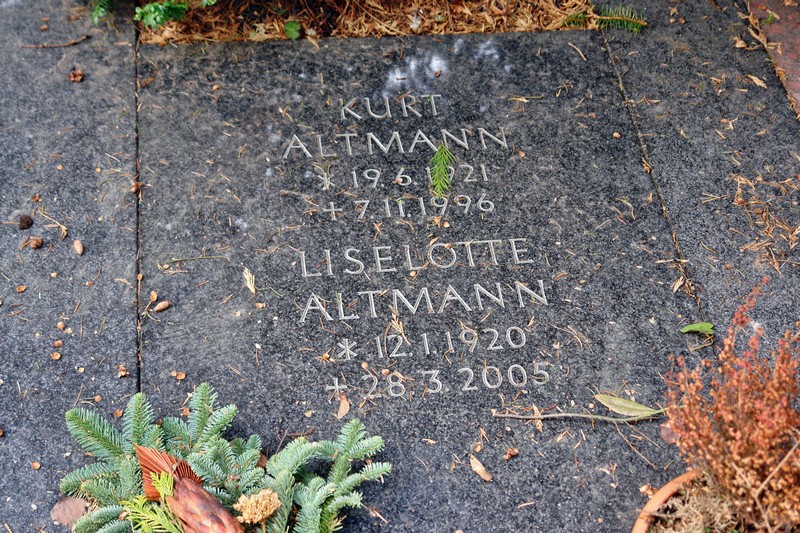 KURT
ALTMANN
* 19.6.1921
+ 7.11.1996
LISELOTTE
ALTMANN
* 12.1.1920
+ 28.3.2005